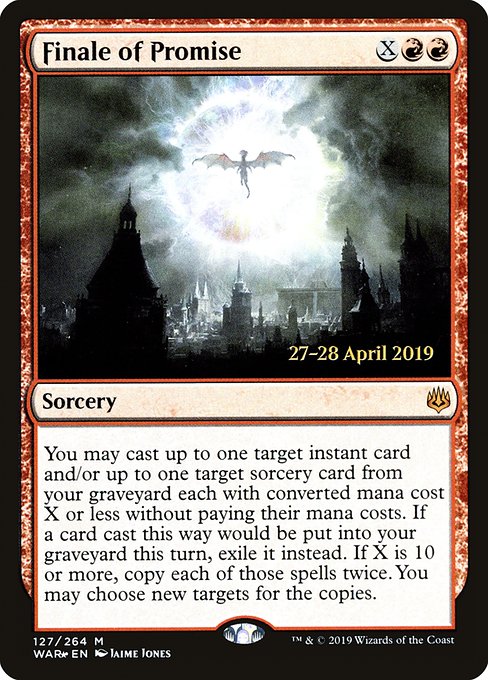 Finale of Promise X
27–28 April 2019
Sorcery
You may cast up to one target instant card
and/or up to one target sorcery card from
your graveyard each with converted mana cost
X or less without paying their mana costs. If
a card cast this way would be put into your
graveyard this turn, exile it instead. If X is 10
or more, copy each of those spells twice. You
may choose new targets for the copies.
127/264 M
WAR★EN JAIME JONES
™ & © 2019 Wizards of the Coast